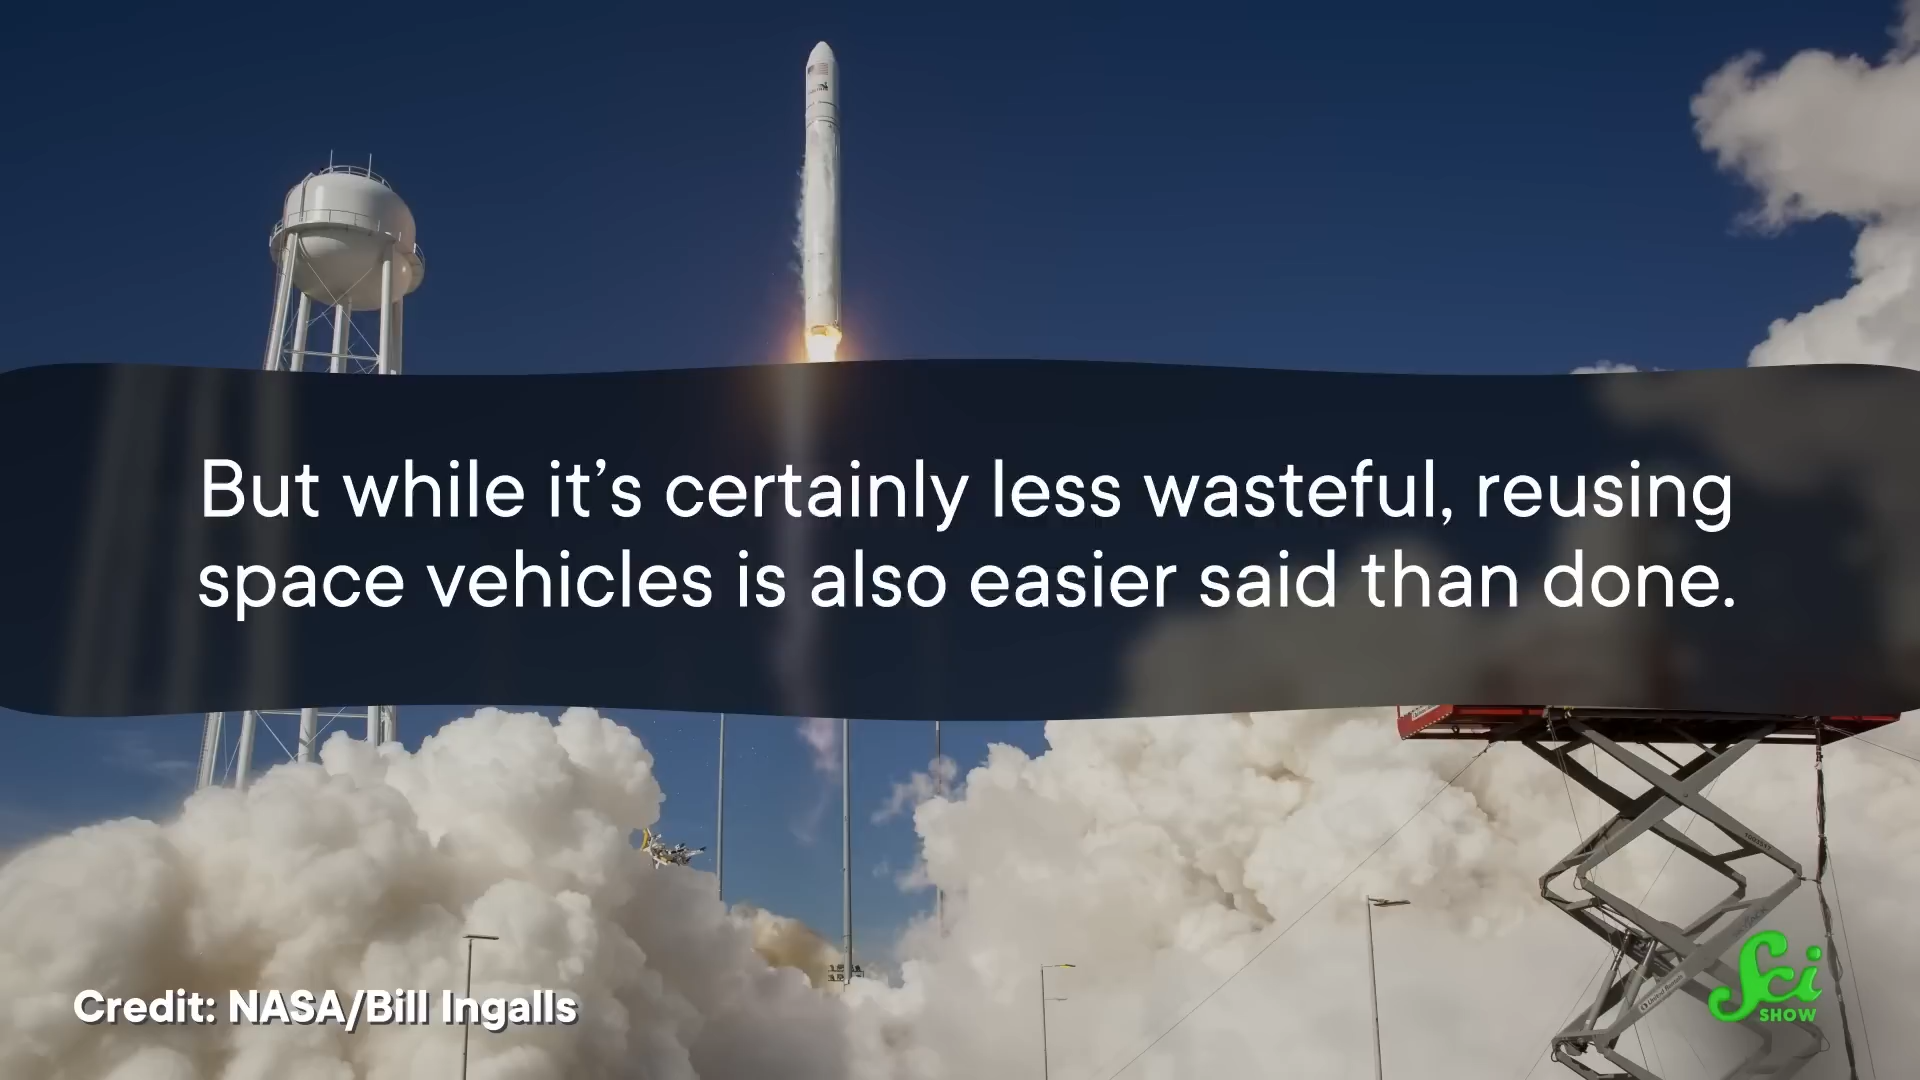 But while it’s certainly less wasteful, reusing
space vehicles is also easier said than done.
Credit: NASA/Bill Ingalls
Sci
SHOW